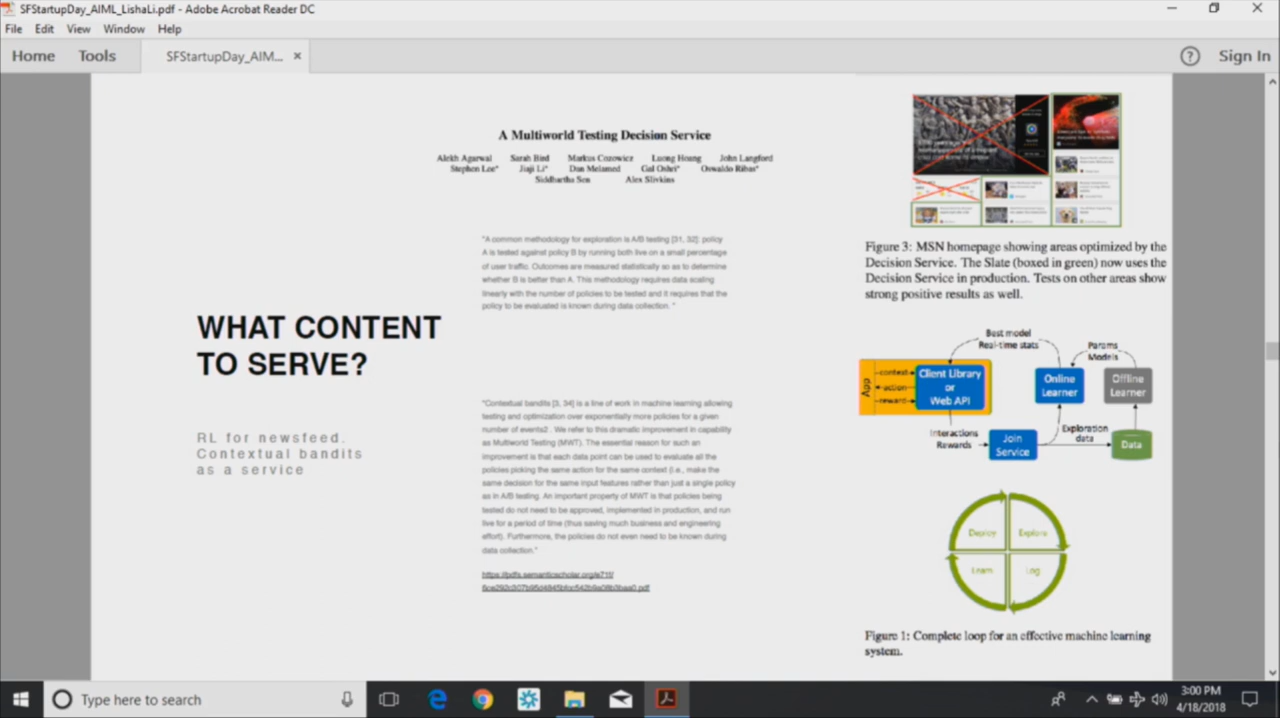 SFStartupDay_AIML_LishaLi.pdf - Adobe Acrobat Reader DC
File Edit View Window Help
Home Tools SFStartupDay_AIM... × Sign In
WHAT CONTENT
TO SERVE?
RL for newsfeed.
Contextual bandits
as a service
A Multiworld Testing Decision Service
Alekh Agarwal Sarah Bird Markus Cozowicz Luong Hoang John Langford
Stephen Lee* Jiaji Li* Dan Melamed Gal Oshri* Oswaldo Ribas*
Siddhartha Sen Alex Slivkins
"A common methodology for exploration is A/B testing [31, 32]: policy
A is tested against policy B by running both live on a small percentage
of user traffic. Outcomes are measured statistically so as to determine
whether B is better than A. This methodology requires data scaling
linearly with the number of policies to be tested and it requires that the
policy to be evaluated is known during data collection. "
"Contextual bandits [3, 34] is a line of work in machine learning allowing
testing and optimization over exponentially more policies for a given
number of events2 . We refer to this dramatic improvement in capability
as Multiworld Testing (MWT). The essential reason for such an
improvement is that each data point can be used to evaluate all the
policies picking the same action for the same context (i.e., make the
same decision for the same input features rather than just a single policy
as in A/B testing. An important property of MWT is that policies being
tested do not need to be approved, implemented in production, and run
live for a period of time (thus saving much business and engineering
effort). Furthermore, the policies do not even need to be known during
data collection."
Figure 3: MSN homepage showing areas optimized by the
Decision Service. The Slate (boxed in green) now uses the
Decision Service in production. Tests on other areas show
strong positive results as well.
Best model
Real-time stats
Params
Models
App
context
action
reward
Client Library
or
Web API
Online
Learner
Offline
Learner
Interactions
Rewards
Join
Service
Exploration
data
Data
Deploy Explore
Learn Log
Figure 1: Complete loop for an effective machine learning
system.
Type here to search
3:00 PM
4/18/2018